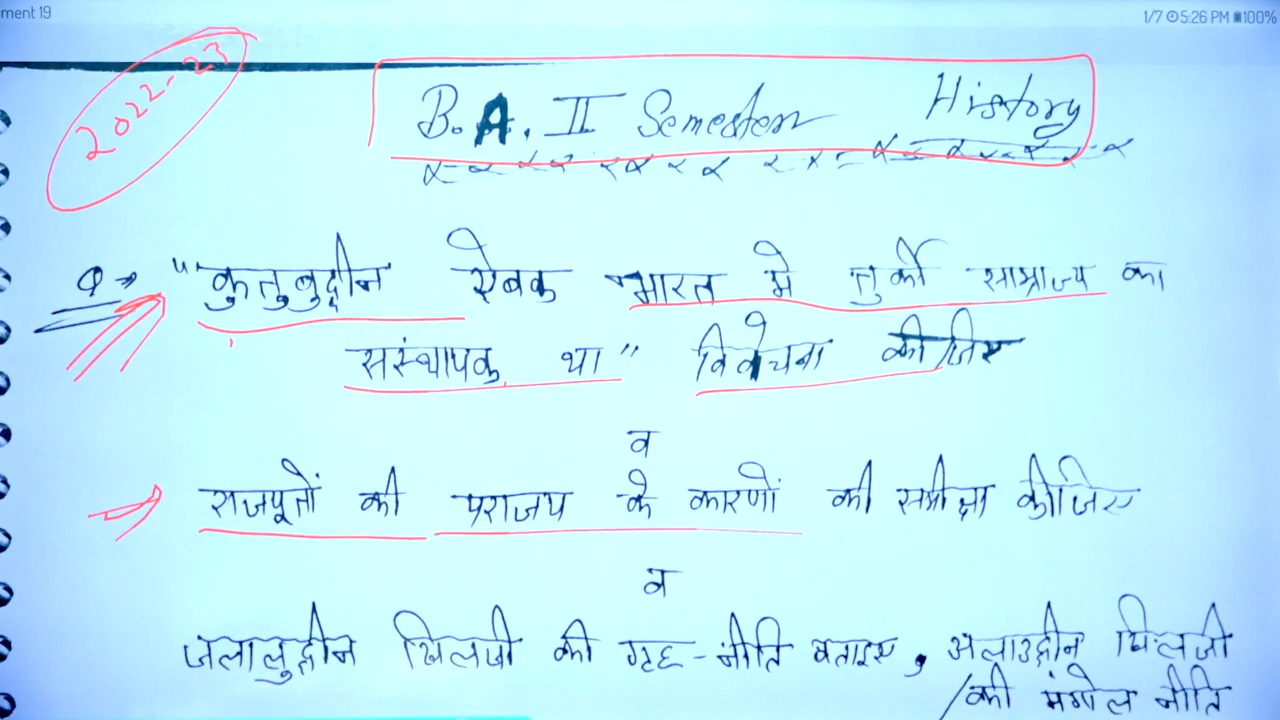 ment 19
1/7 5:26 PM 100%
2022-23
B.A. II Semester History
Q → "कुतुबुद्दीन ऐबक भारत मे तुर्की साम्राज्य का
संस्थापक था" विवेचना कीजिए
व
राजपूतों की पराजय के कारणों की समीक्षा कीजिए
व
जलालुद्दीन खिलजी की गृह-नीति बताइए, अलाउद्दीन खिलजी
/की मंगोल नीति